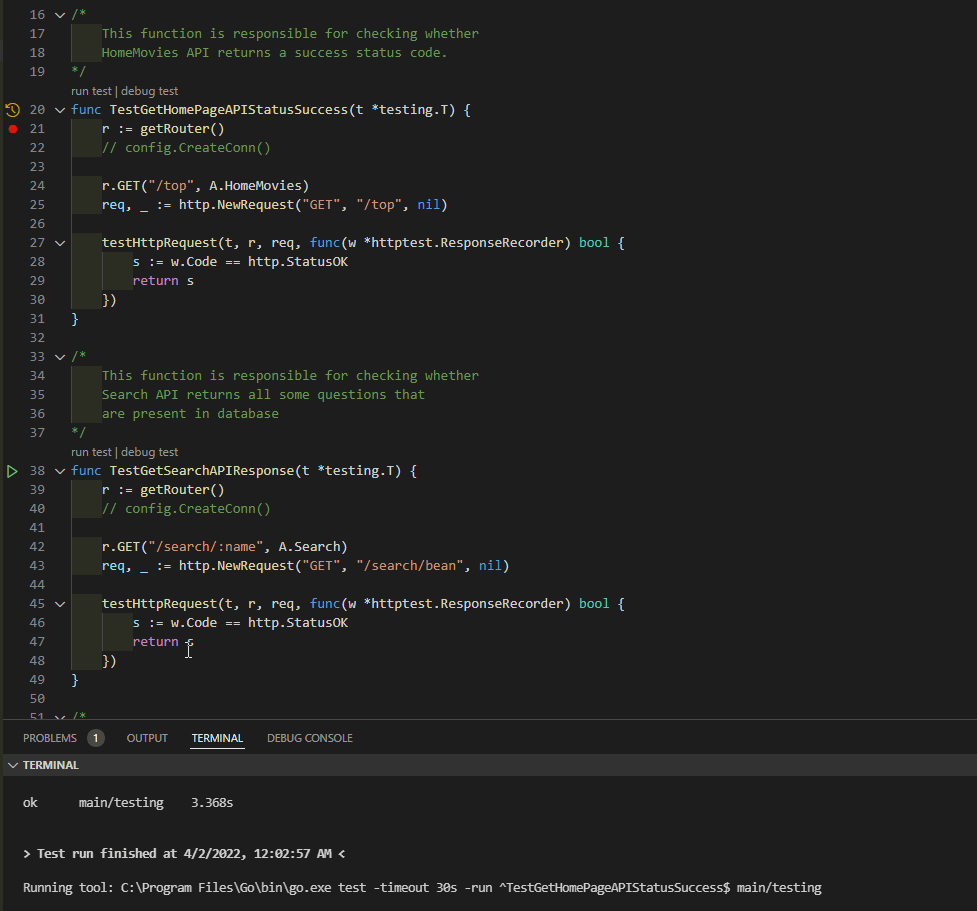 16 /*
17 This function is responsible for checking whether
18 HomeMovies API returns a success status code.
19 */
run test | debug test
20 func TestGetHomePageAPIStatusSuccess(t *testing.T) {
21 r := getRouter()
22 // config.CreateConn()
23
24 r.GET("/top", A.HomeMovies)
25 req, _ := http.NewRequest("GET", "/top", nil)
26
27 testHttpRequest(t, r, req, func(w *httptest.ResponseRecorder) bool {
28 s := w.Code == http.StatusOK
29 return s
30 })
31 }
32
33 /*
34 This function is responsible for checking whether
35 Search API returns all some questions that
36 are present in database
37 */
run test | debug test
38 func TestGetSearchAPIResponse(t *testing.T) {
39 r := getRouter()
40 // config.CreateConn()
41
42 r.GET("/search/:name", A.Search)
43 req, _ := http.NewRequest("GET", "/search/bean", nil)
44
45 testHttpRequest(t, r, req, func(w *httptest.ResponseRecorder) bool {
46 s := w.Code == http.StatusOK
47 return s
48 })
49 }
50
51 /*
PROBLEMS 1 OUTPUT TERMINAL DEBUG CONSOLE
TERMINAL
ok main/testing 3.368s
> Test run finished at 4/2/2022, 12:02:57 AM <
Running tool: C:\Program Files\Go\bin\go.exe test -timeout 30s -run ^TestGetHomePageAPIStatusSuccess$ main/testing